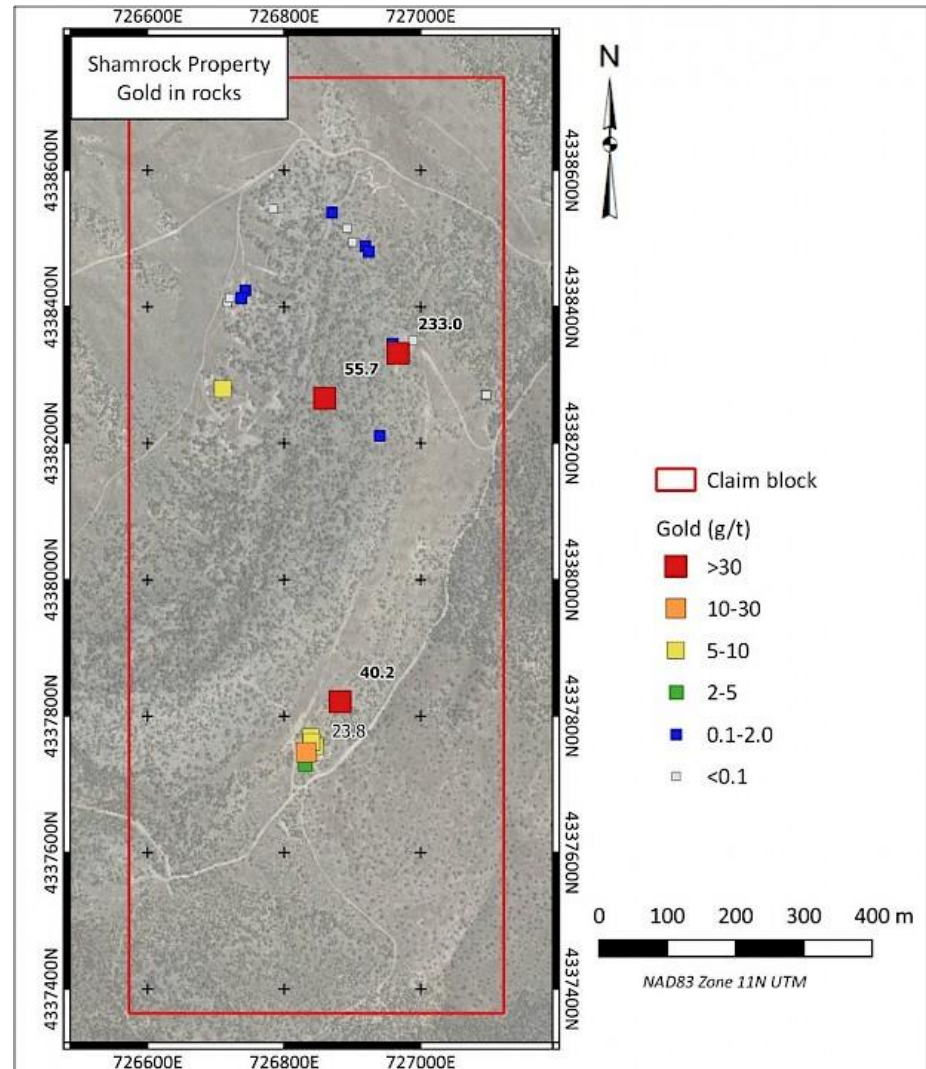 726600E 726800E 727000E
Shamrock Property
Gold in rocks
N
4338600N 4338600N
4338400N 4338400N
233.0
55.7
4338200N 4338200N
Claim block
Gold (g/t)
>30
4338000N 4338000N
10-30
5-10
40.2
2-5
4337800N 4337800N
23.8
0.1-2.0
<0.1
4337600N 4337600N
0 100 200 300 400 m
NAD83 Zone 11N UTM
4337400N 4337400N
726600E 726800E 727000E